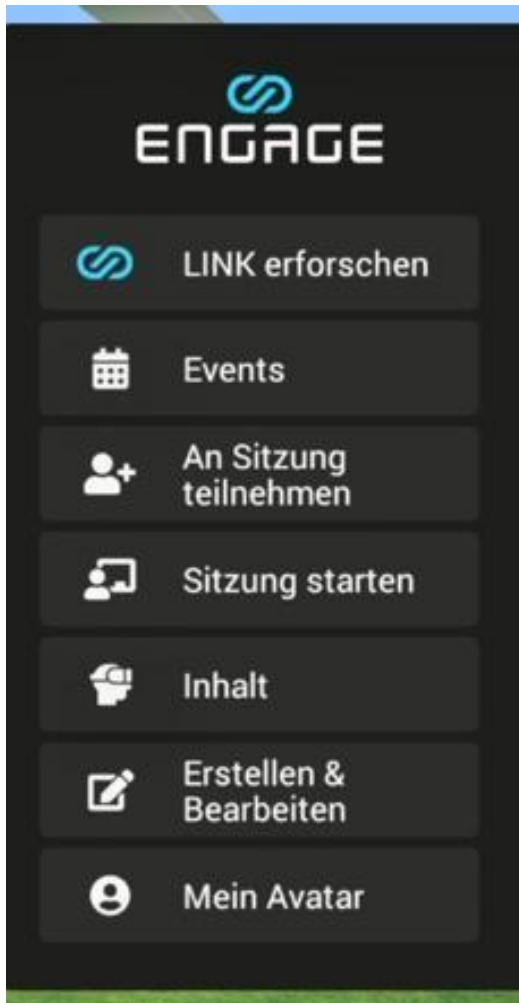 ENGAGE
LINK erforschen
Events
An Sitzung
teilnehmen
Sitzung starten
Inhalt
Erstellen &
Bearbeiten
Mein Avatar